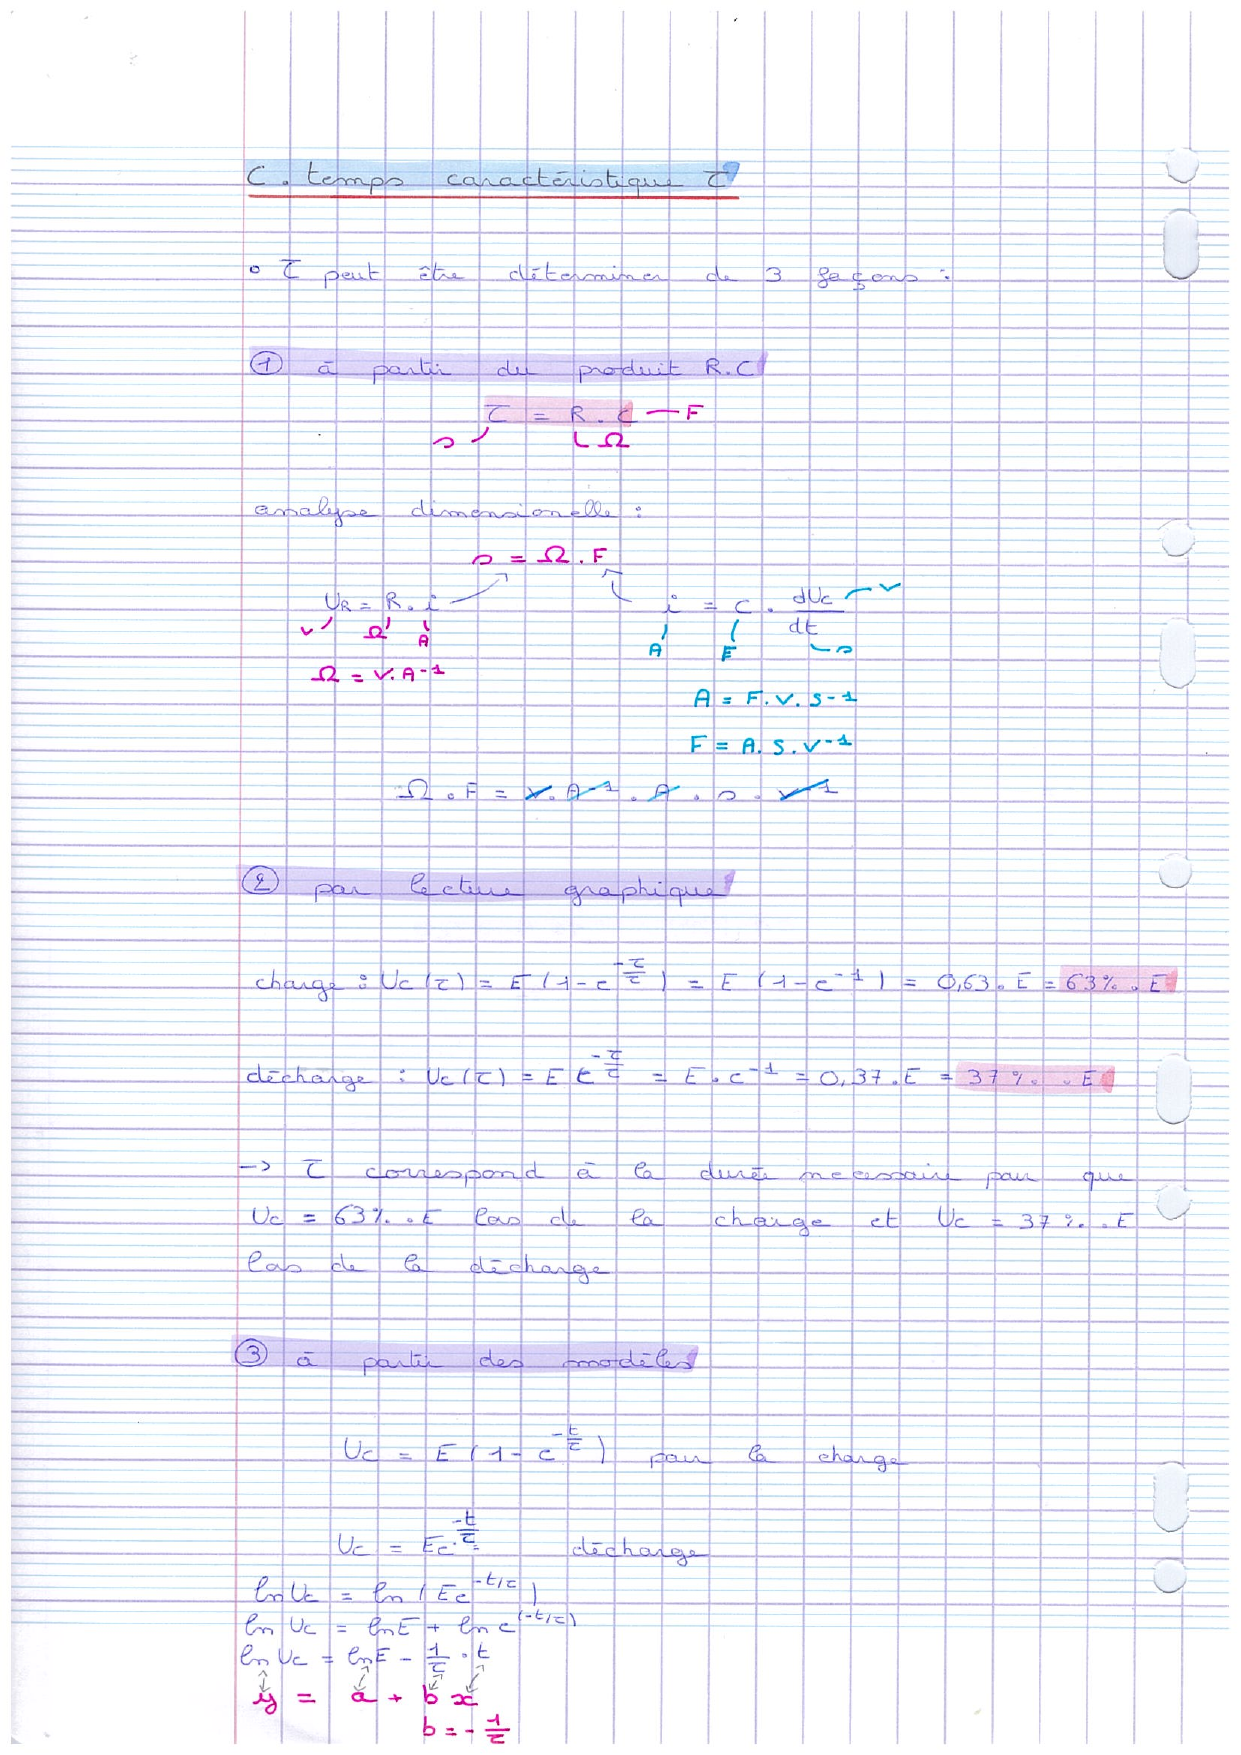 C. temps caractéristique τ
° τ peut être déterminer de 3 façons :
① à partir du produit R.C
τ = R . C — F
s Ω
analyse dimensionelle :
s = Ω . F
UR = R . i
V Ω A
i = C . dUc/dt — V
A F s
Ω = V.A-1
A = F. V. s-1
F = A. s. V-1
Ω . F = V. A-1 . A . s . V-1
② par lecture graphique
charge : Uc (τ) = E (1 - e^-τ/τ) = E (1 - e^-1) = 0,63 . E = 63% . E
décharge : Uc (τ) = E e^-τ/τ = E . e^-1 = 0,37 . E = 37 % . E
-> τ correspond à la durée necessaire pour que
Uc = 63% . E lors de la charge et Uc = 37 % . E
lors de la décharge
③ à partir des modèles
Uc = E (1 - e^-t/τ) pour la charge
Uc = E e^-t/τ décharge
ln Uc = ln (E e^-t/τ)
ln Uc = ln E + ln e^(-t/τ)
ln Uc = ln E - 1/τ . t
y = a + b x
b = - 1/τ